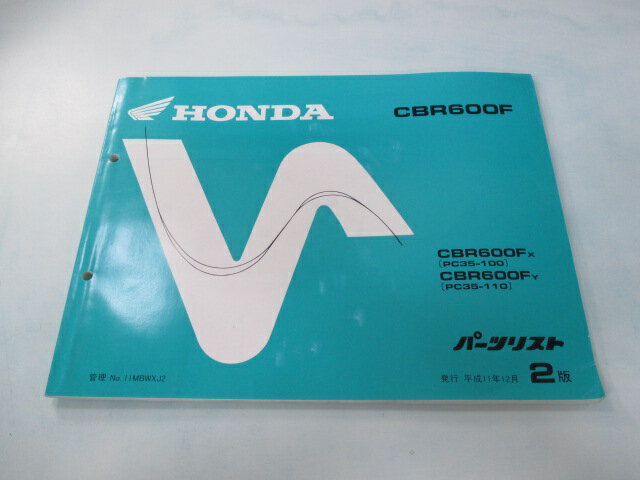 HONDA
CBR600F
CBR600FX
(PC35-100)
CBR600FY
(PC35-110)
パーツリスト
管理 No.11MBWXJ2
発行 平成11年12月 2版